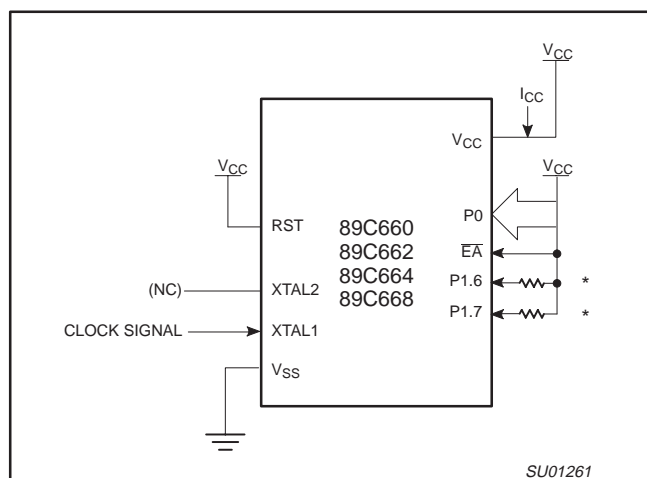 VCC
ICC
VCC
VCC
VCC
RST
P0
89C660
89C662
89C664
89C668
EA
P1.6
*
(NC)
XTAL2
P1.7
*
CLOCK SIGNAL
XTAL1
VSS
SU01261